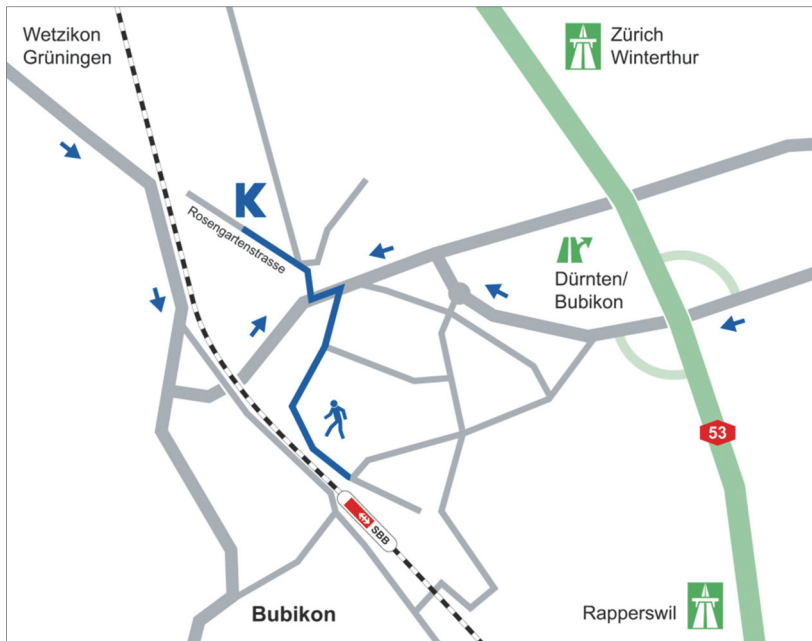 Wetzikon
Grüningen
Zürich
Winterthur
K
Rosengartenstrasse
Dürnten/
Bubikon
53
SBB
Bubikon
Rapperswil